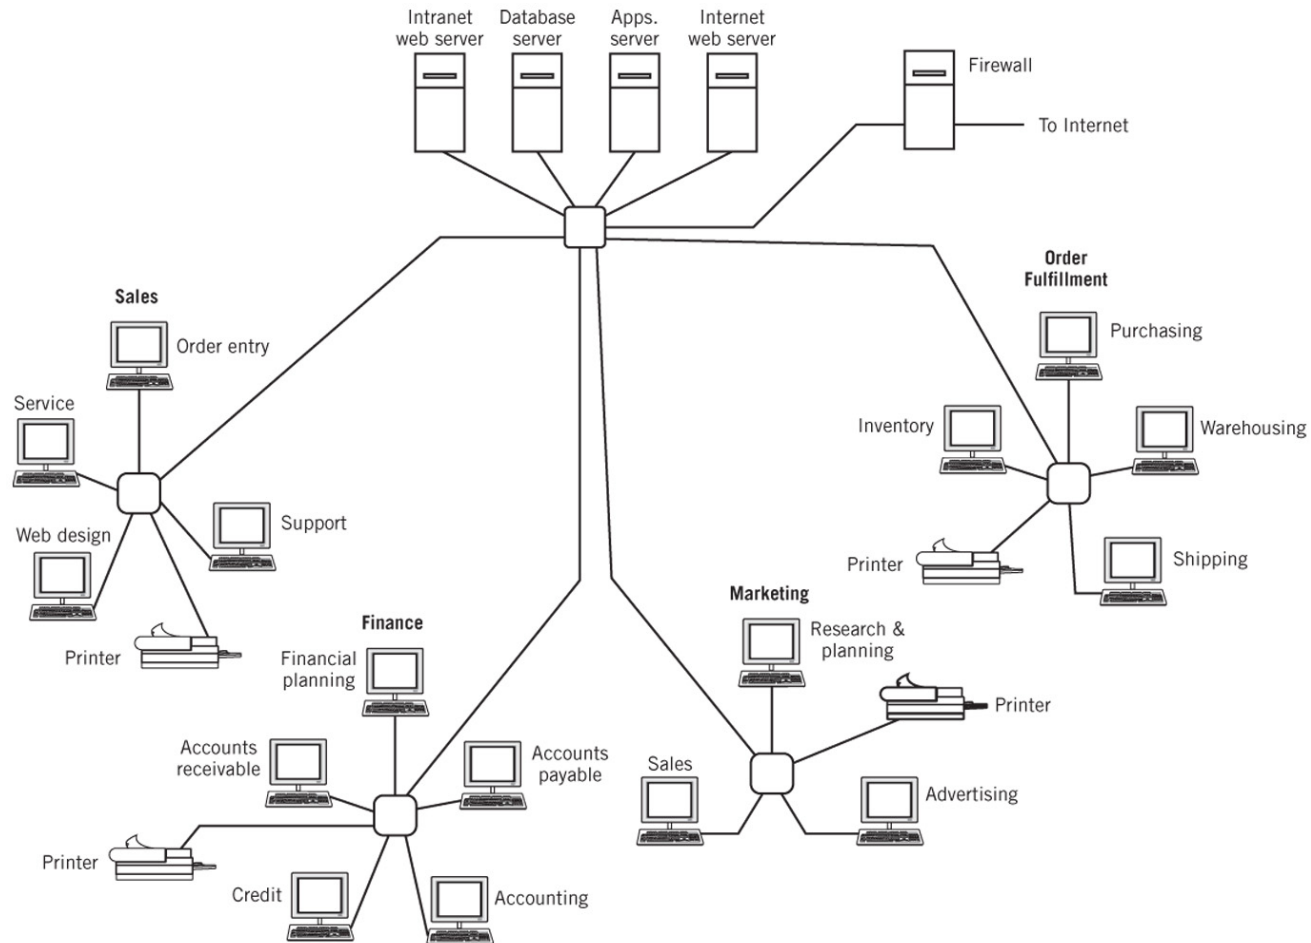 Intranet
web server
Database
server
Apps.
server
Internet
web server
Firewall
To Internet
Sales
Order entry
Service
Support
Web design
Printer
Order
Fulfillment
Purchasing
Inventory
Warehousing
Printer
Shipping
Finance
Financial
planning
Accounts
receivable
Accounts
payable
Printer
Credit
Accounting
Marketing
Research &
planning
Printer
Sales
Advertising